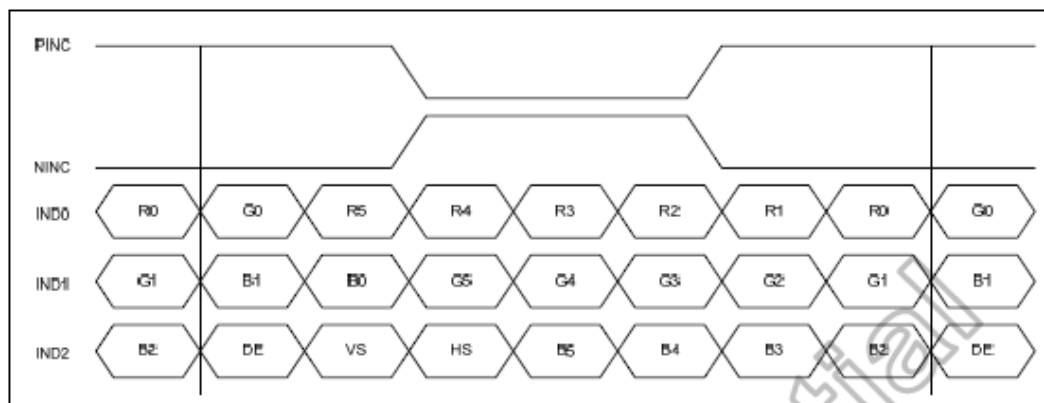 PINC
NINC
IND0 R0 G0 R5 R4 R3 R2 R1 R0 G0
IND1 G1 B1 B0 G5 G4 G3 G2 G1 B1
IND2 B2 DE VS HS B5 B4 B3 B2 DE